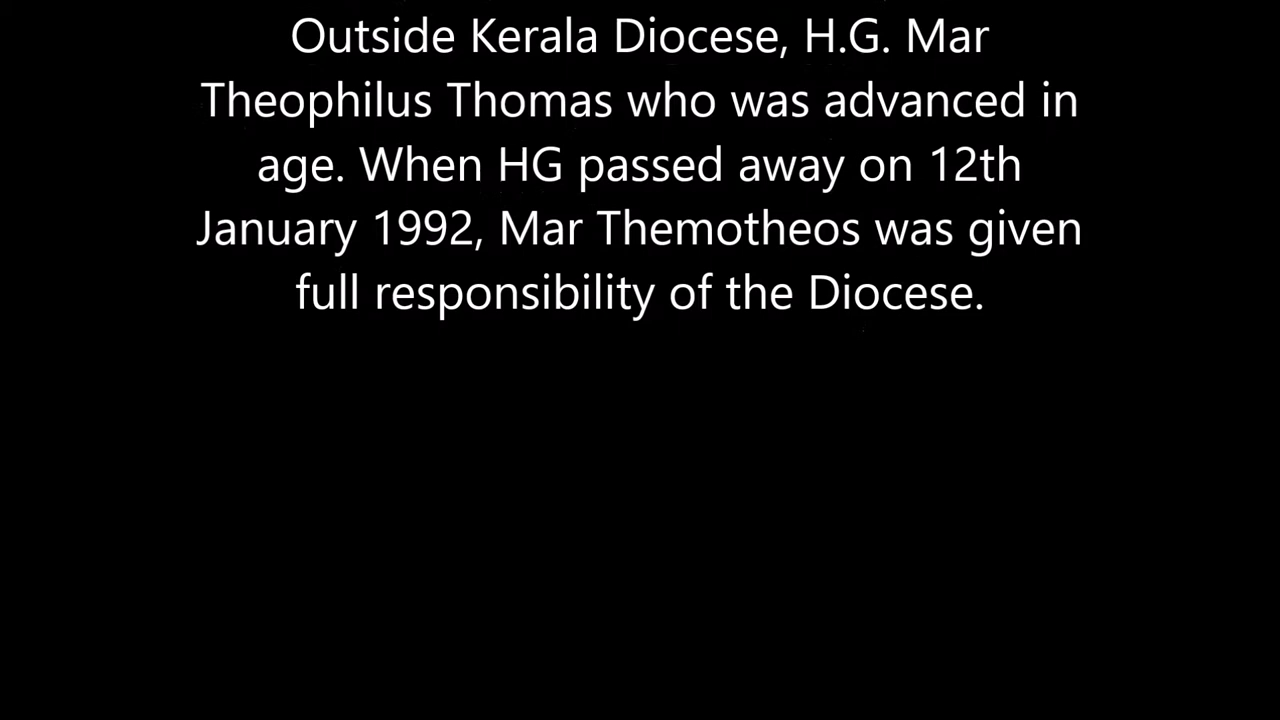 Outside Kerala Diocese, H.G. Mar
Theophilus Thomas who was advanced in
age. When HG passed away on 12th
January 1992, Mar Themotheos was given
full responsibility of the Diocese.